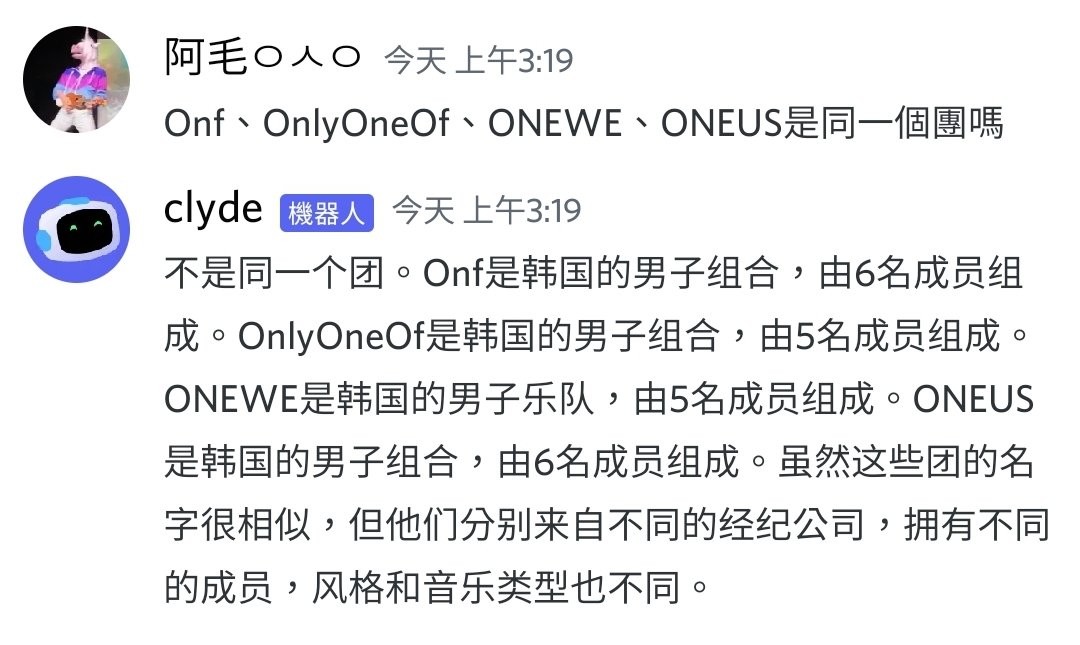 阿毛ㅇㅅㅇ 今天 上午3:19
Onf、OnlyOneOf、ONEWE、ONEUS是同一個團嗎
clyde 機器人 今天 上午3:19
不是同一个团。Onf是韩国的男子组合，由6名成员组
成。OnlyOneOf是韩国的男子组合，由5名成员组成。
ONEWE是韩国的男子乐队，由5名成员组成。ONEUS
是韩国的男子组合，由6名成员组成。虽然这些团的名
字很相似，但他们分别来自不同的经纪公司，拥有不同
的成员，风格和音乐类型也不同。